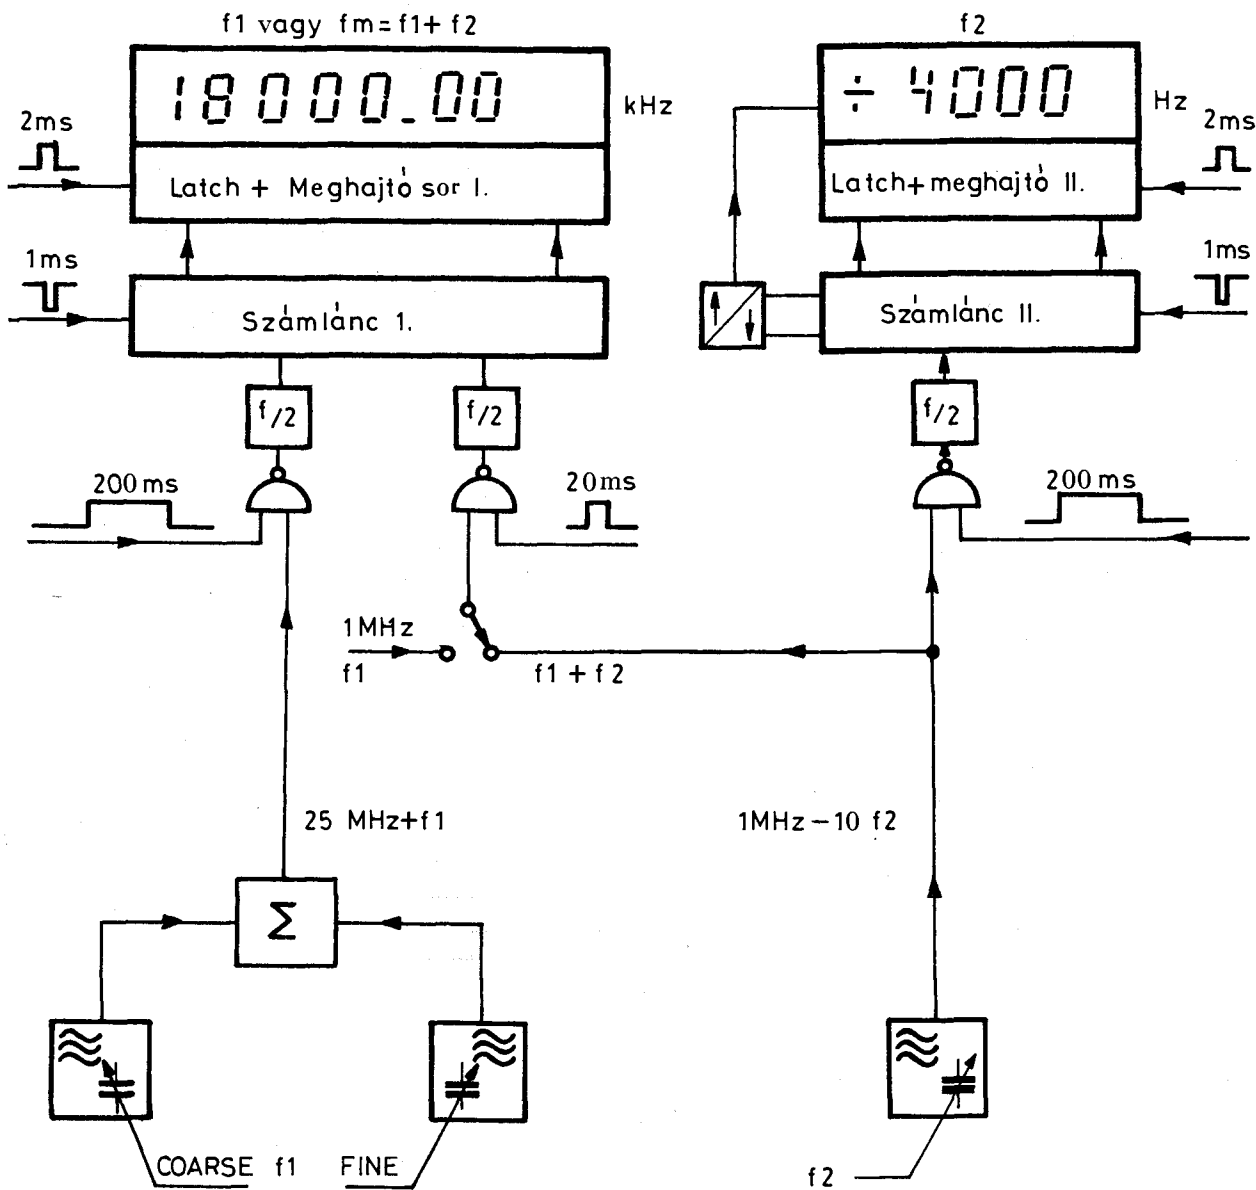 f1 vagy fm=f1+f2
f2
18000.00
kHz
÷ 4000
Hz
2ms
2ms
Latch + Meghajtó sor I.
Latch+meghajtó II.
1ms
1ms
Számlánc 1.
Számlánc II.
f/2
f/2
f/2
200ms
20ms
200ms
1MHz
f1
f1+f2
25 MHz+f1
1MHz-10 f2
Σ
COARSE f1 FINE
f2